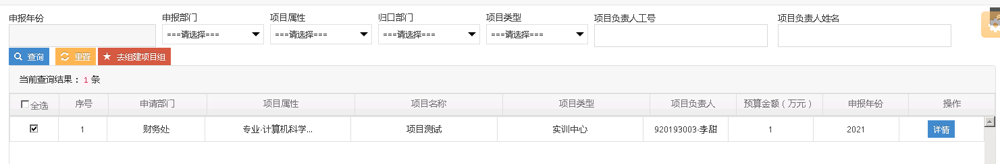 申报年份 申报部门 项目属性 归口部门 项目类型 项目负责人工号 项目负责人姓名
===请选择=== ===请选择=== ===请选择=== ===请选择===
查询 重置 去组建项目组
当前查询结果：1 条
全选 序号 申请部门 项目属性 项目名称 项目类型 项目负责人 预算金额（万元） 申报年份 操作
1 财务处 专业-计算机科学... 项目测试 实训中心 920193003-李甜 1 2021 详情